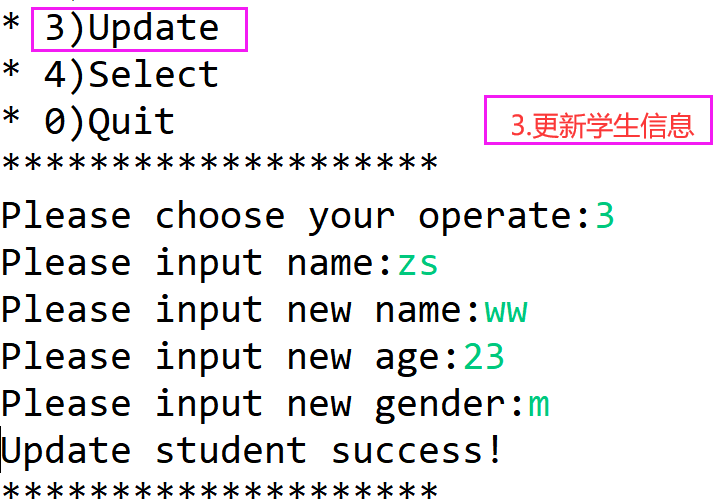 * 3)Update
* 4)Select
* 0)Quit
3.更新学生信息
********************
Please choose your operate:3
Please input name:zs
Please input new name:ww
Please input new age:23
Please input new gender:m
Update student success!
********************